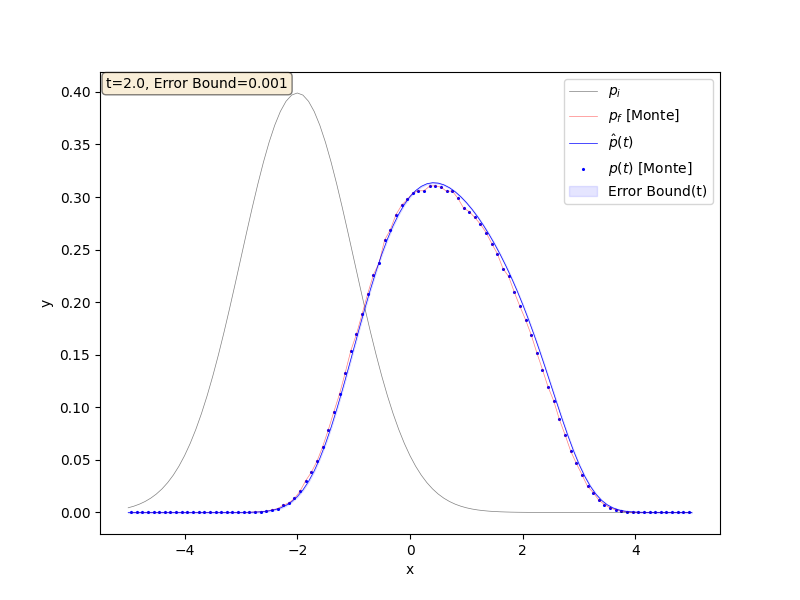 t=2.0, Error Bound=0.001
p_i
p_f [Monte]
p̂(t)
p(t) [Monte]
Error Bound(t)
0.40
0.35
0.30
0.25
0.20
0.15
0.10
0.05
0.00
y
−4
−2
0
2
4
x